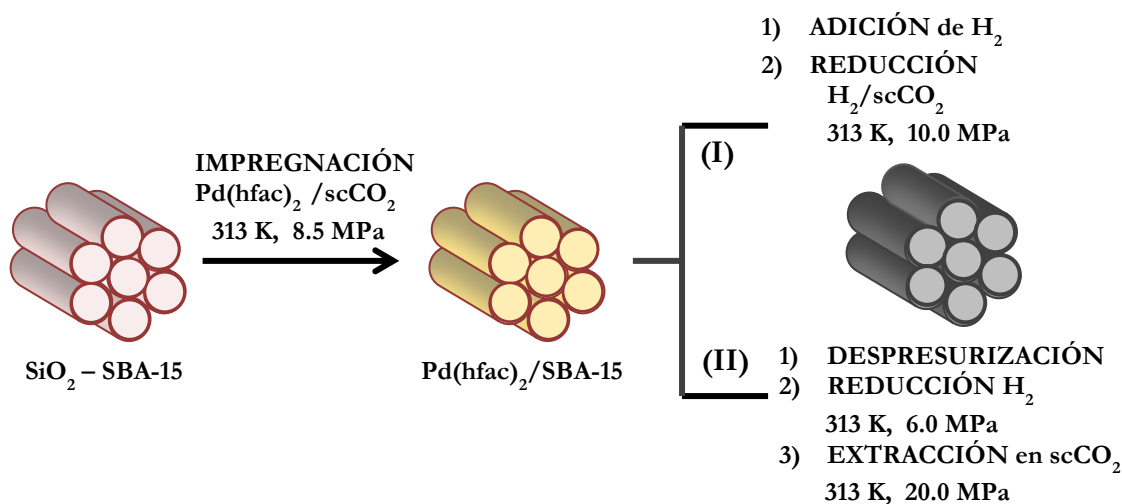 1) ADICIÓN de H₂
2) REDUCCIÓN
H₂/scCO₂
313 K, 10.0 MPa
(I)
IMPREGNACIÓN
Pd(hfac)₂ /scCO₂
313 K, 8.5 MPa
SiO₂ – SBA-15
Pd(hfac)₂/SBA-15
(II)
1) DESPRESURIZACIÓN
2) REDUCCIÓN H₂
313 K, 6.0 MPa
3) EXTRACCIÓN en scCO₂
313 K, 20.0 MPa